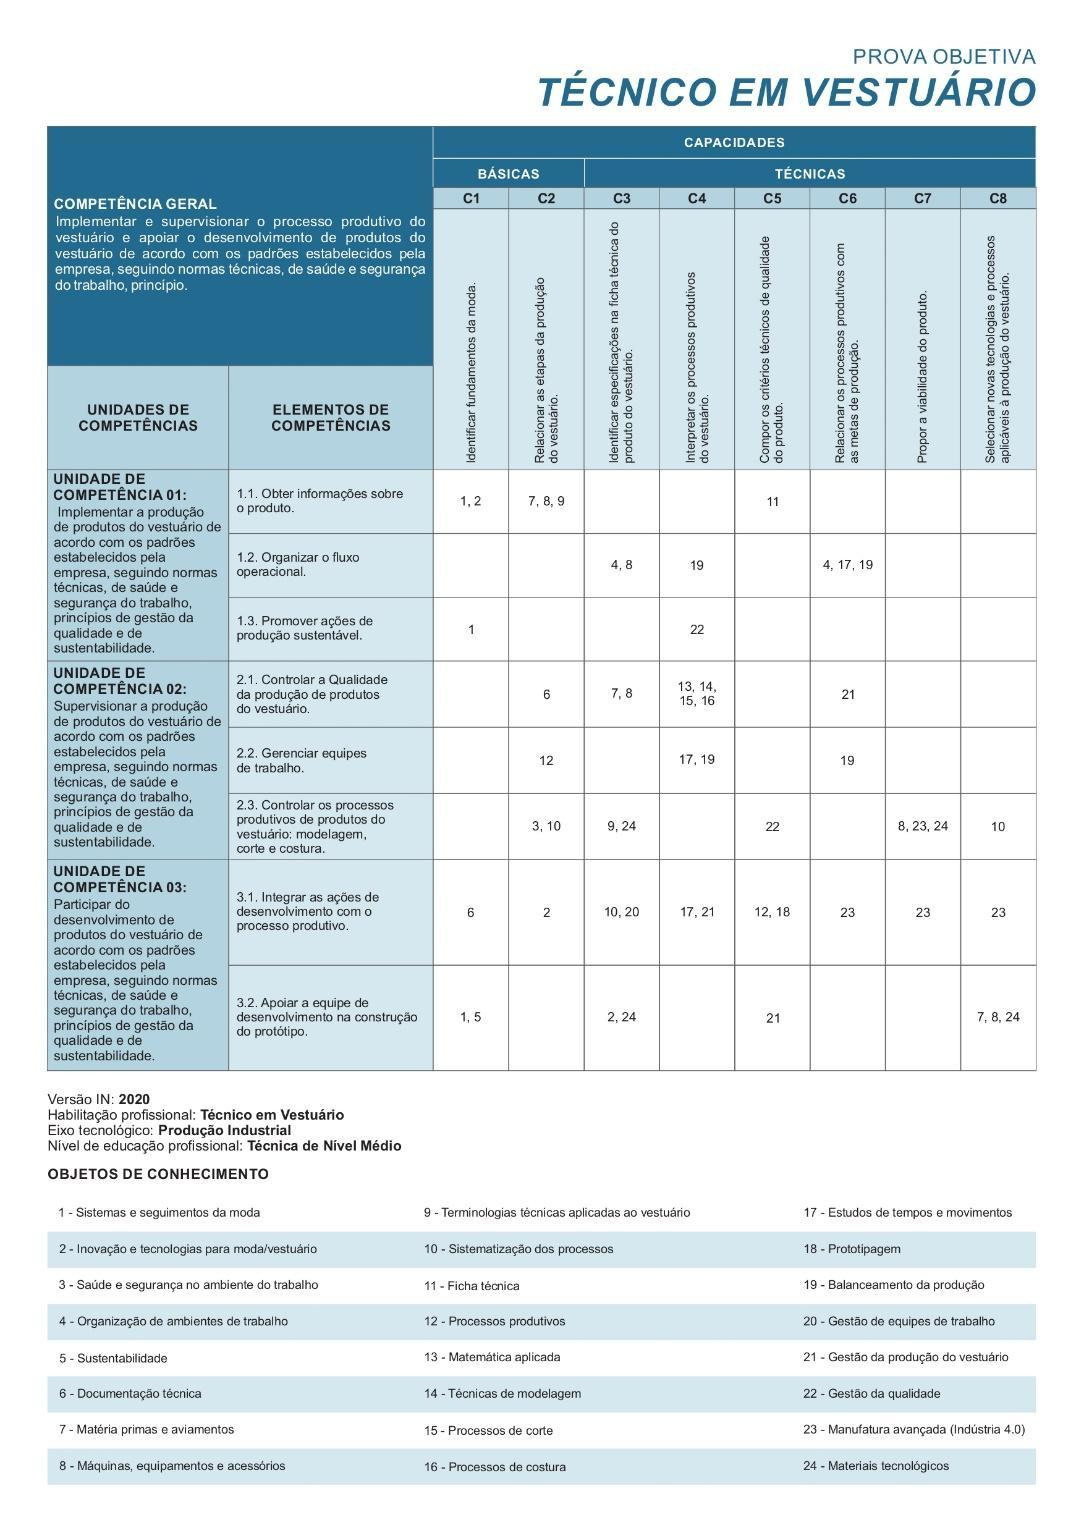 PROVA OBJETIVA
TÉCNICO EM VESTUÁRIO
CAPACIDADES
BÁSICAS
TÉCNICAS
COMPETÊNCIA GERAL
Implementar e supervisionar o processo produtivo do
vestuário e apoiar o desenvolvimento de produtos do
vestuário de acordo com os padrões estabelecidos pela
empresa, seguindo normas técnicas, de saúde e segurança
do trabalho, princípio.
C1
C2
C3
C4
C5
C6
C7
C8
Identificar fundamentos da moda.
Relacionar as etapas da produção
do vestuário.
Identificar especificações na ficha técnica do
produto do vestuário.
Interpretar os processos produtivos
do vestuário.
Compor os critérios técnicos de qualidade
do produto.
Relacionar os processos produtivos com
as metas de produção.
Propor a viabilidade do produto.
Selecionar novas tecnologias e processos
aplicáveis à produção do vestuário.
UNIDADES DE
COMPETÊNCIAS
ELEMENTOS DE
COMPETÊNCIAS
UNIDADE DE
COMPETÊNCIA 01:
Implementar a produção
de produtos do vestuário de
acordo com os padrões
estabelecidos pela
empresa, seguindo normas
técnicas, de saúde e
segurança do trabalho,
princípios de gestão da
qualidade e de
sustentabilidade.
1.1. Obter informações sobre
o produto.
1, 2
7, 8, 9
11
1.2. Organizar o fluxo
operacional.
4, 8
19
4, 17, 19
1.3. Promover ações de
produção sustentável.
1
22
UNIDADE DE
COMPETÊNCIA 02:
Supervisionar a produção
de produtos do vestuário de
acordo com os padrões
estabelecidos pela
empresa, seguindo normas
técnicas, de saúde e
segurança do trabalho,
princípios de gestão da
qualidade e de
sustentabilidade.
2.1. Controlar a Qualidade
da produção de produtos
do vestuário.
6
7, 8
13, 14,
15, 16
21
2.2. Gerenciar equipes
de trabalho.
12
17, 19
19
2.3. Controlar os processos
produtivos de produtos do
vestuário: modelagem,
corte e costura.
3, 10
9, 24
22
8, 23, 24
10
UNIDADE DE
COMPETÊNCIA 03:
Participar do
desenvolvimento de
produtos do vestuário de
acordo com os padrões
estabelecidos pela
empresa, seguindo normas
técnicas, de saúde e
segurança do trabalho,
princípios de gestão da
qualidade e de
sustentabilidade.
3.1. Integrar as ações de
desenvolvimento com o
processo produtivo.
6
2
10, 20
17, 21
12, 18
23
23
23
3.2. Apoiar a equipe de
desenvolvimento na construção
do protótipo.
1, 5
2, 24
21
7, 8, 24
Versão IN: 2020
Habilitação profissional: Técnico em Vestuário
Eixo tecnológico: Produção Industrial
Nível de educação profissional: Técnica de Nível Médio
OBJETOS DE CONHECIMENTO
1 - Sistemas e seguimentos da moda
2 - Inovação e tecnologias para moda/vestuário
3 - Saúde e segurança no ambiente do trabalho
4 - Organização de ambientes de trabalho
5 - Sustentabilidade
6 - Documentação técnica
7 - Matéria primas e aviamentos
8 - Máquinas, equipamentos e acessórios
9 - Terminologias técnicas aplicadas ao vestuário
10 - Sistematização dos processos
11 - Ficha técnica
12 - Processos produtivos
13 - Matemática aplicada
14 - Técnicas de modelagem
15 - Processos de corte
16 - Processos de costura
17 - Estudos de tempos e movimentos
18 - Prototipagem
19 - Balanceamento da produção
20 - Gestão de equipes de trabalho
21 - Gestão da produção do vestuário
22 - Gestão da qualidade
23 - Manufatura avançada (Indústria 4.0)
24 - Materiais tecnológicos